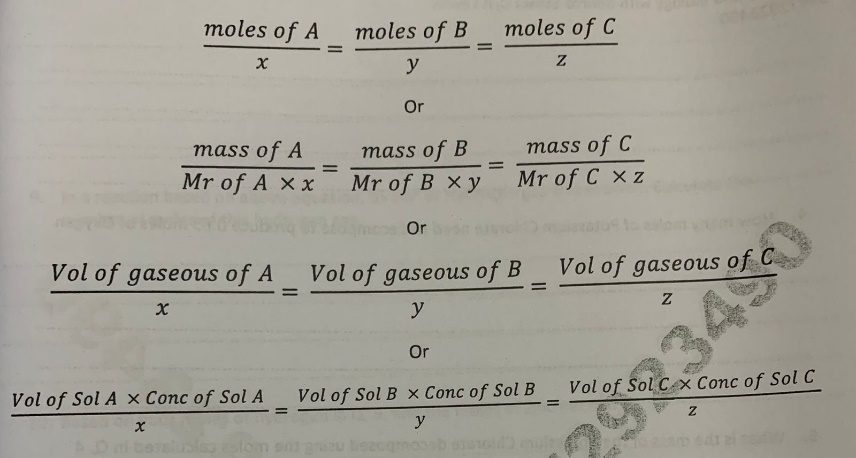 moles of A / x = moles of B / y = moles of C / z
Or
mass of A / Mr of A × x = mass of B / Mr of B × y = mass of C / Mr of C × z
Or
Vol of gaseous of A / x = Vol of gaseous of B / y = Vol of gaseous of C / z
Or
Vol of Sol A × Conc of Sol A / x = Vol of Sol B × Conc of Sol B / y = Vol of Sol C × Conc of Sol C / z